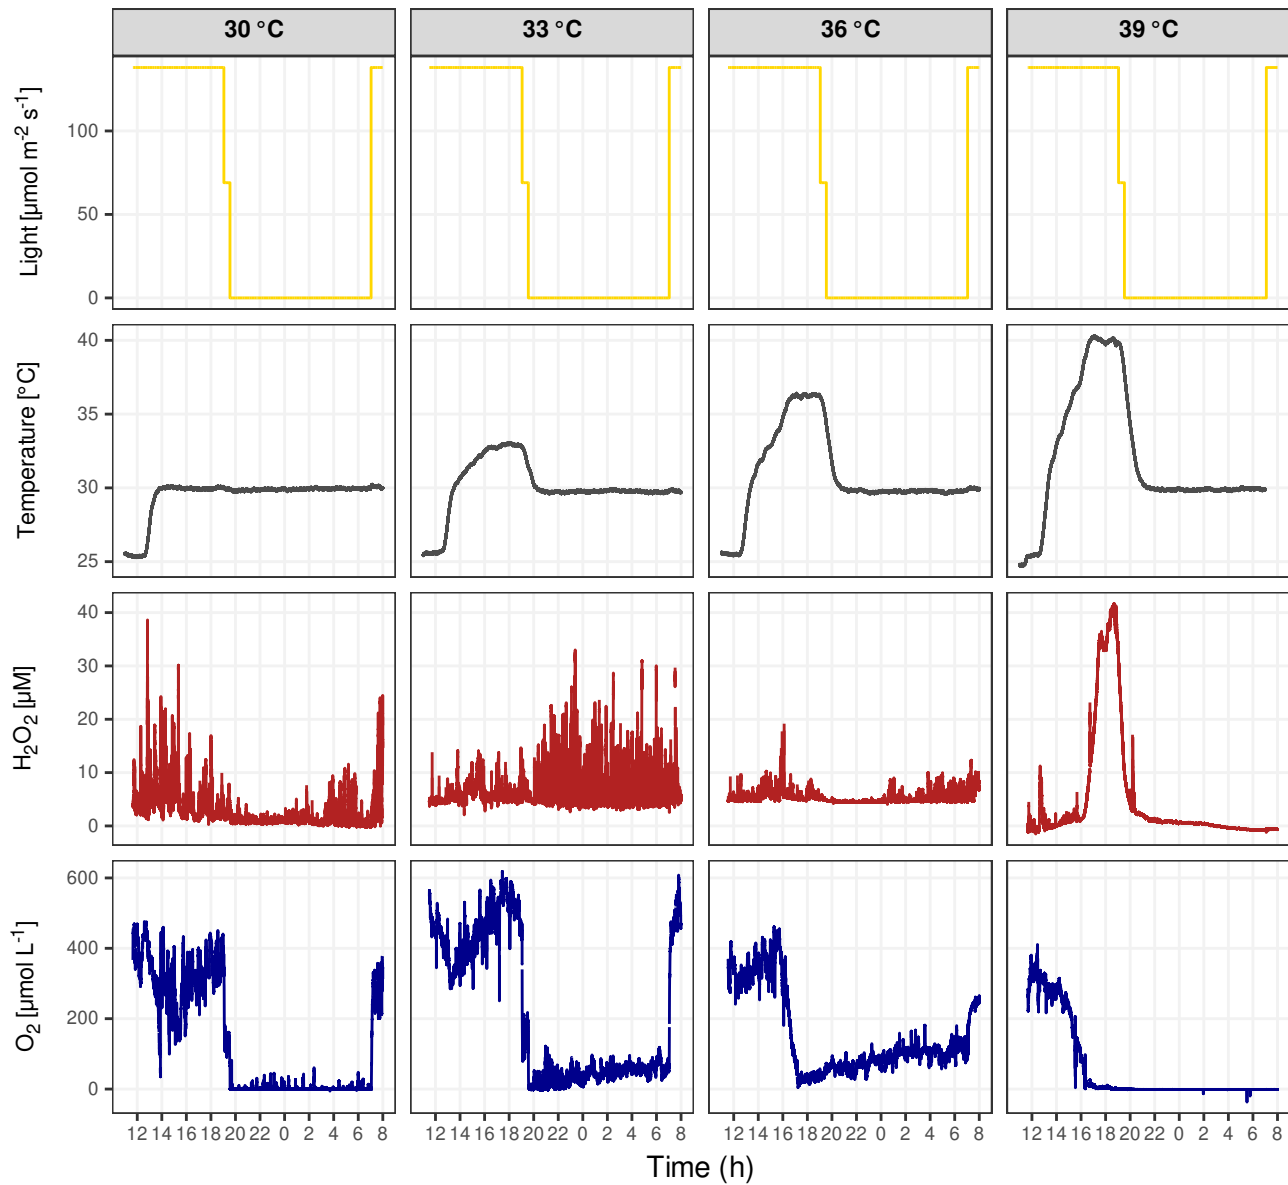 30 °C 33 °C 36 °C 39 °C
Light [µmol m⁻² s⁻¹]
100
50
0
Temperature [°C]
40
35
30
25
H₂O₂ [µM]
40
30
20
10
0
O₂ [µmol L⁻¹]
600
400
200
0
12 14 16 18 20 22 0 2 4 6 8 12 14 16 18 20 22 0 2 4 6 8 12 14 16 18 20 22 0 2 4 6 8 12 14 16 18 20 22 0 2 4 6 8
Time (h)